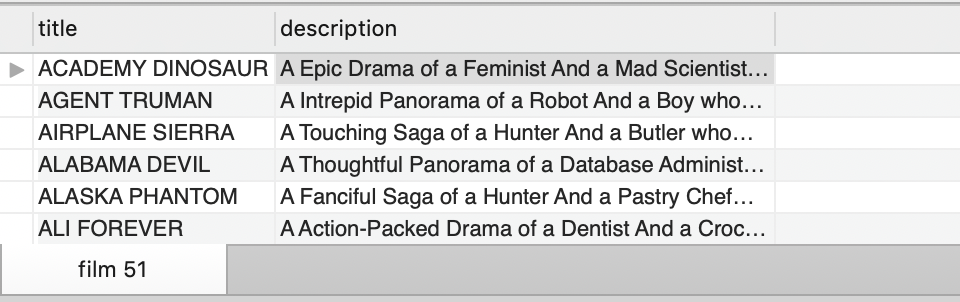 title description
ACADEMY DINOSAUR A Epic Drama of a Feminist And a Mad Scientist...
AGENT TRUMAN A Intrepid Panorama of a Robot And a Boy who...
AIRPLANE SIERRA A Touching Saga of a Hunter And a Butler who...
ALABAMA DEVIL A Thoughtful Panorama of a Database Administ...
ALASKA PHANTOM A Fanciful Saga of a Hunter And a Pastry Chef...
ALI FOREVER A Action-Packed Drama of a Dentist And a Croc...
film 51